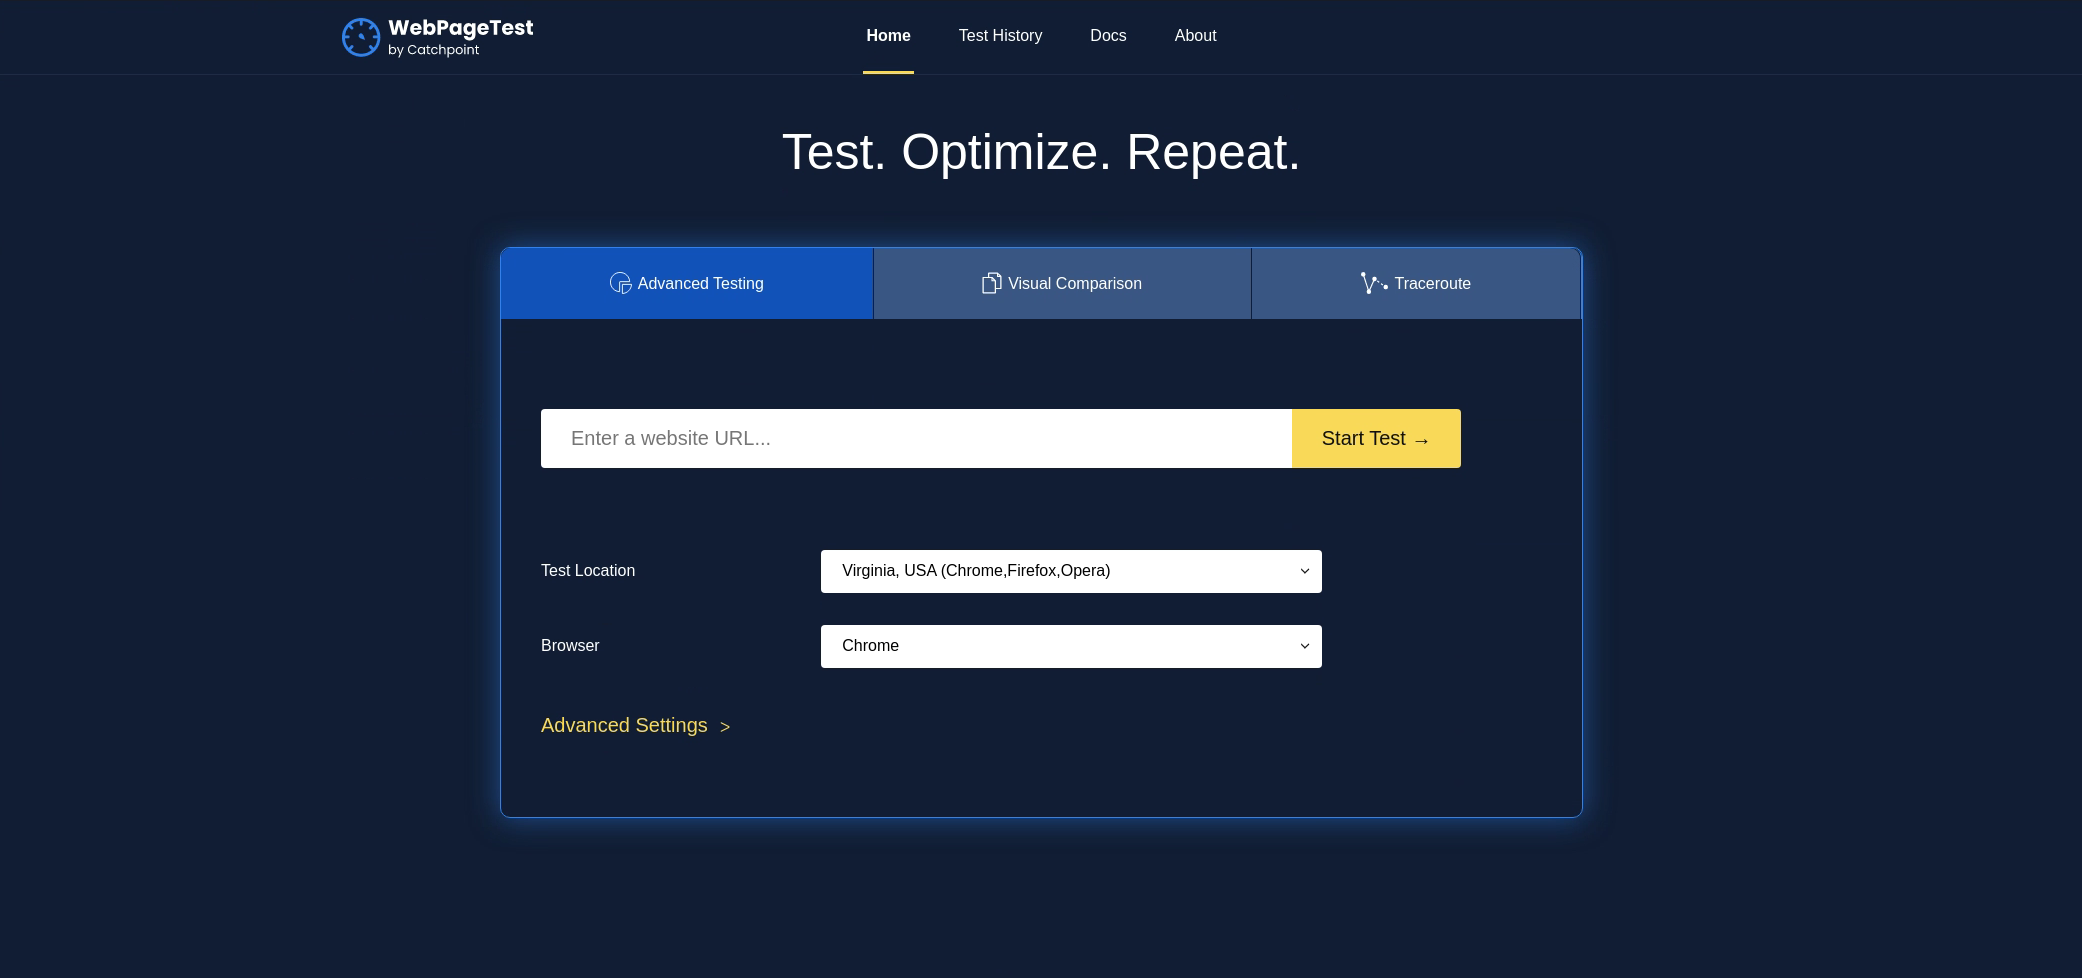 WebPageTest
by Catchpoint
Home
Test History
Docs
About
Test. Optimize. Repeat.
Advanced Testing
Visual Comparison
Traceroute
Enter a website URL...
Start Test →
Test Location
Virginia, USA (Chrome,Firefox,Opera)
Browser
Chrome
Advanced Settings >